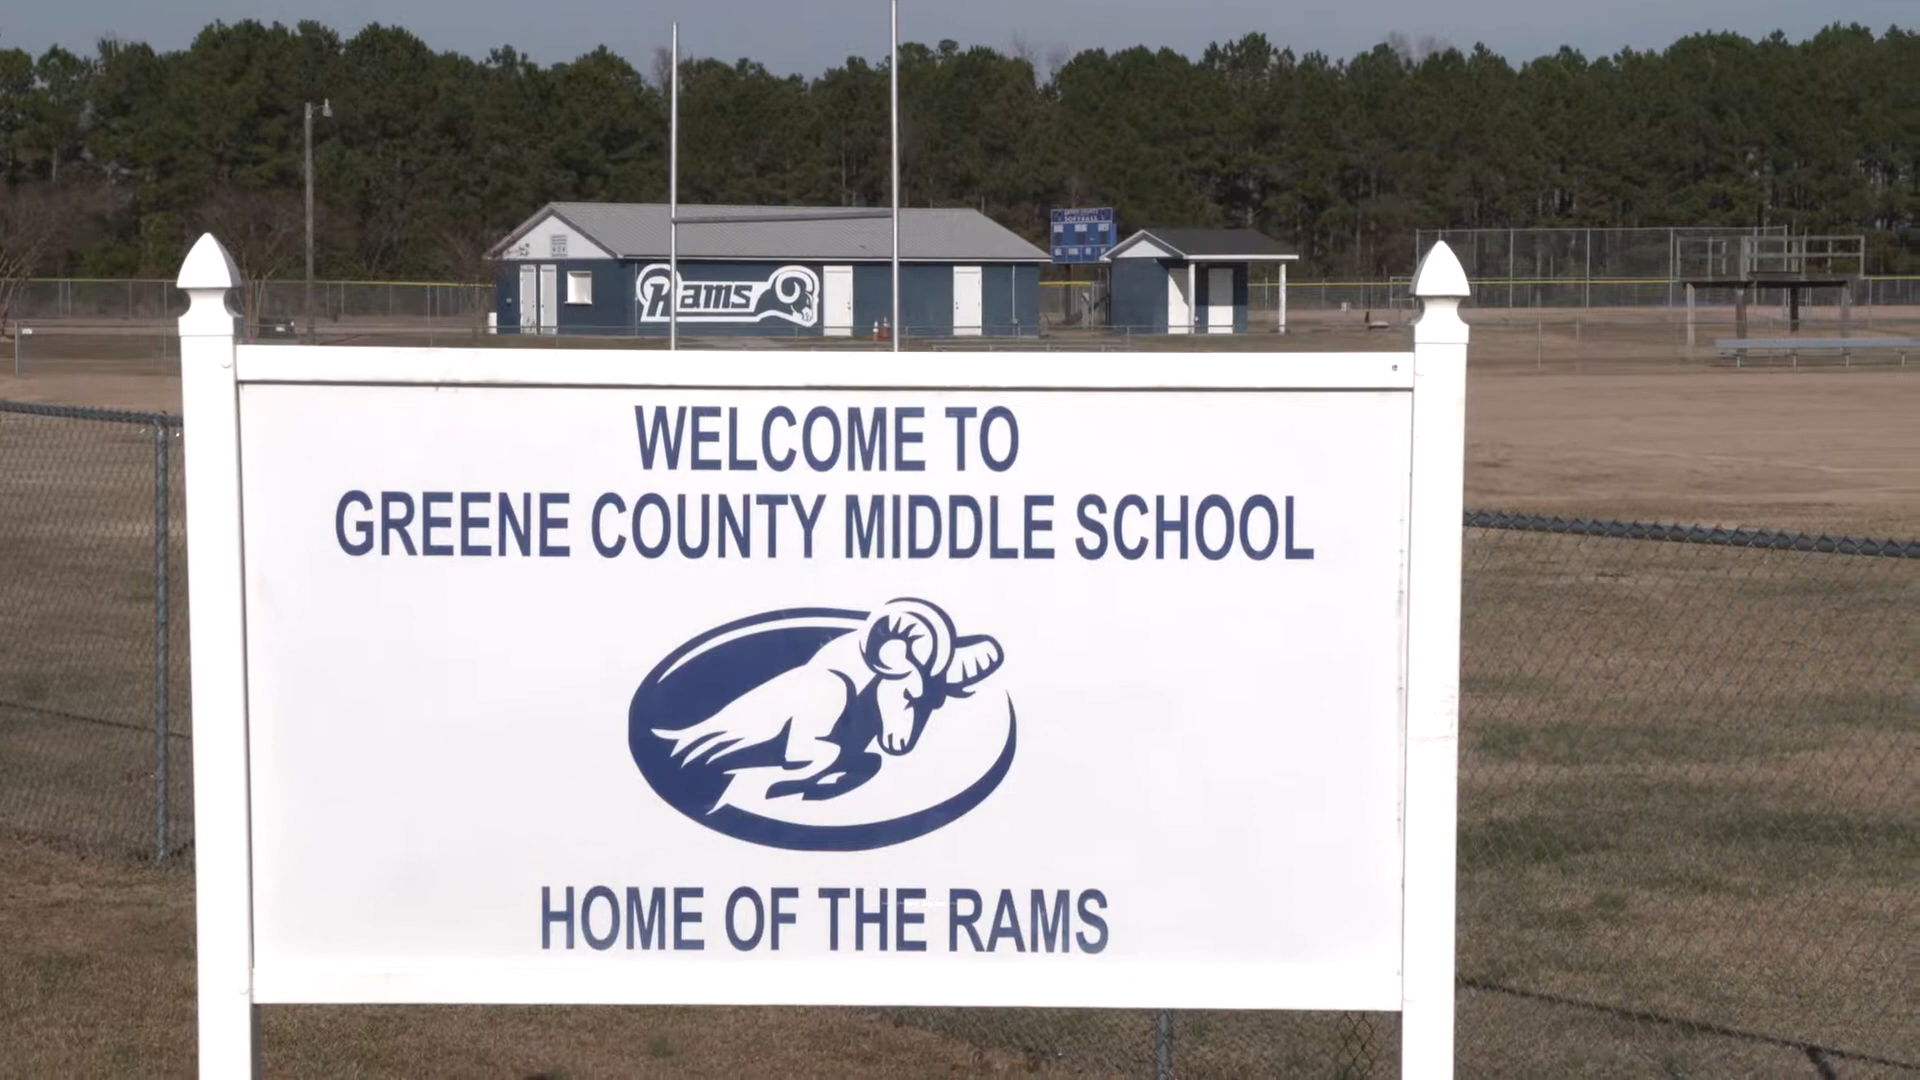 Rams
WELCOME TO
GREENE COUNTY MIDDLE SCHOOL
HOME OF THE RAMS